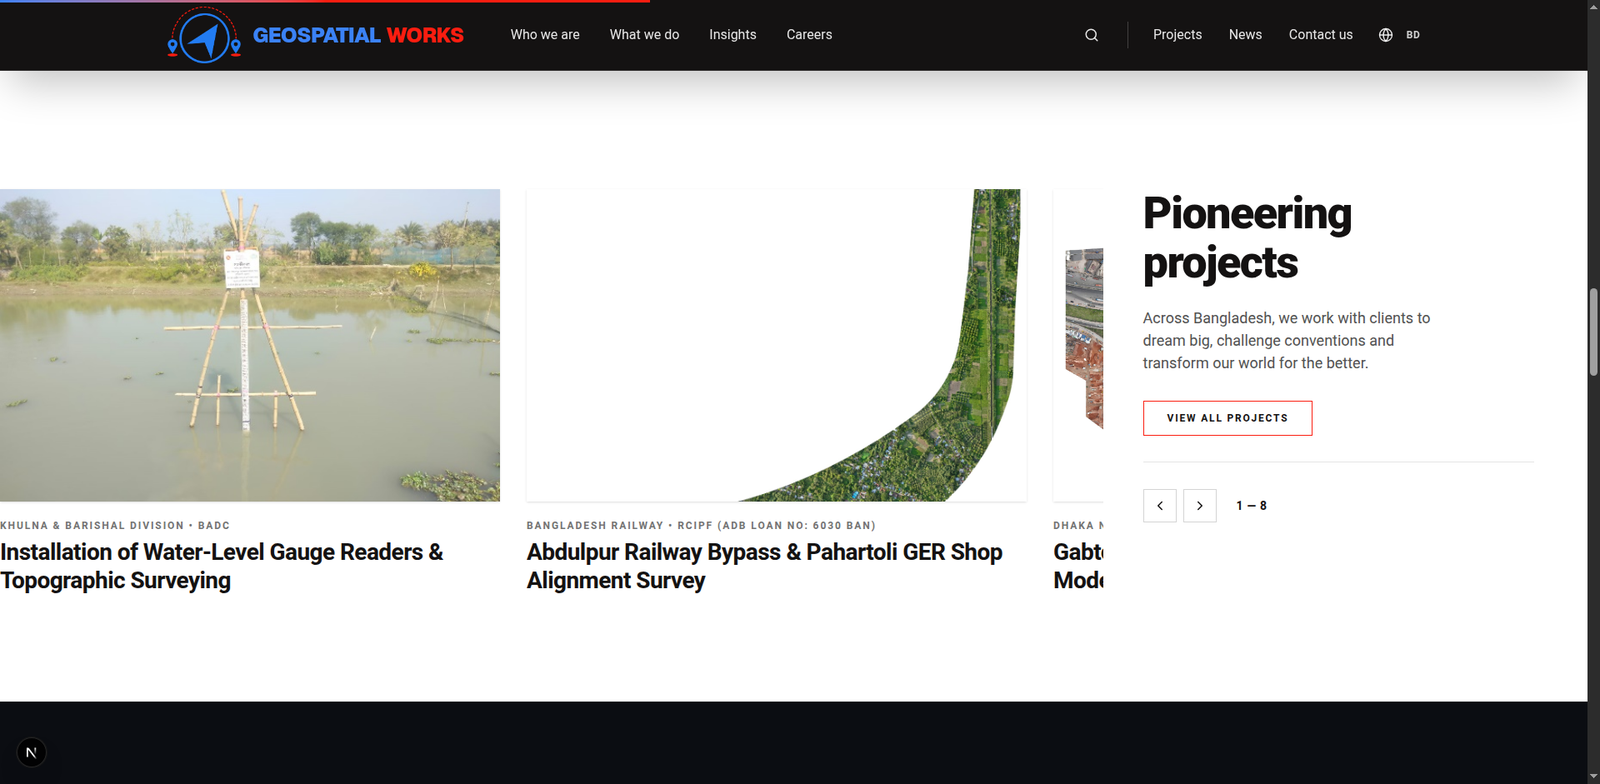 GEOSPATIAL WORKS
Who we are
What we do
Insights
Careers
Projects
News
Contact us
BD
KHULNA & BARISHAL DIVISION • BADC
Installation of Water-Level Gauge Readers &
Topographic Surveying
BANGLADESH RAILWAY • RCIPF (ADB LOAN NO: 6030 BAN)
Abdulpur Railway Bypass & Pahartoli GER Shop
Alignment Survey
DHAKA
Pioneering
projects
Across Bangladesh, we work with clients to
dream big, challenge conventions and
transform our world for the better.
VIEW ALL PROJECTS
1 — 8
N